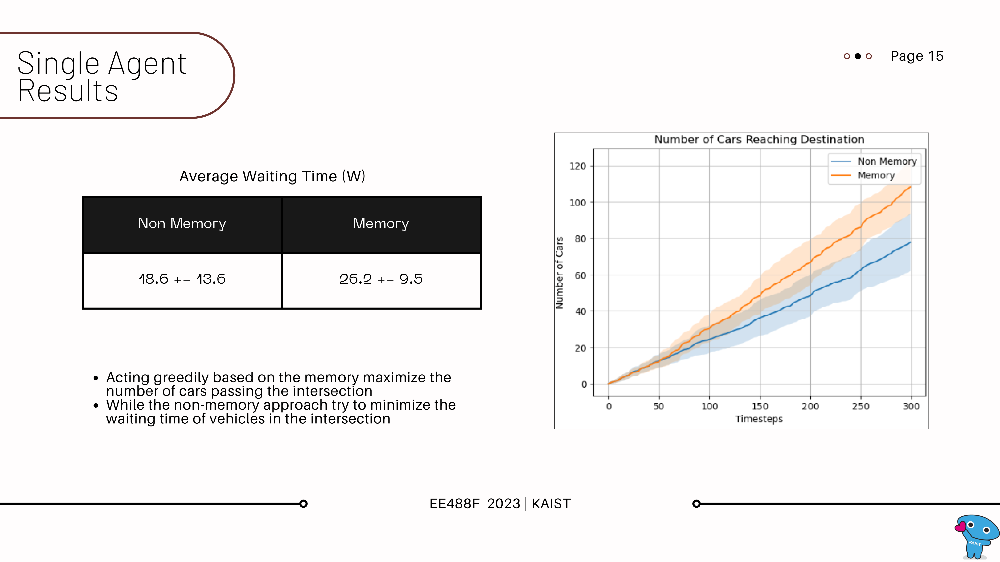 Single Agent
Results
Page 15
Average Waiting Time (W)
Non Memory
Memory
18.6 +- 13.6
26.2 +- 9.5
Acting greedily based on the memory maximize the
number of cars passing the intersection
While the non-memory approach try to minimize the
waiting time of vehicles in the intersection
Number of Cars Reaching Destination
Non Memory
Memory
Number of Cars
120
100
80
60
40
20
0
0 50 100 150 200 250 300
Timesteps
EE488F 2023 | KAIST
KAIST